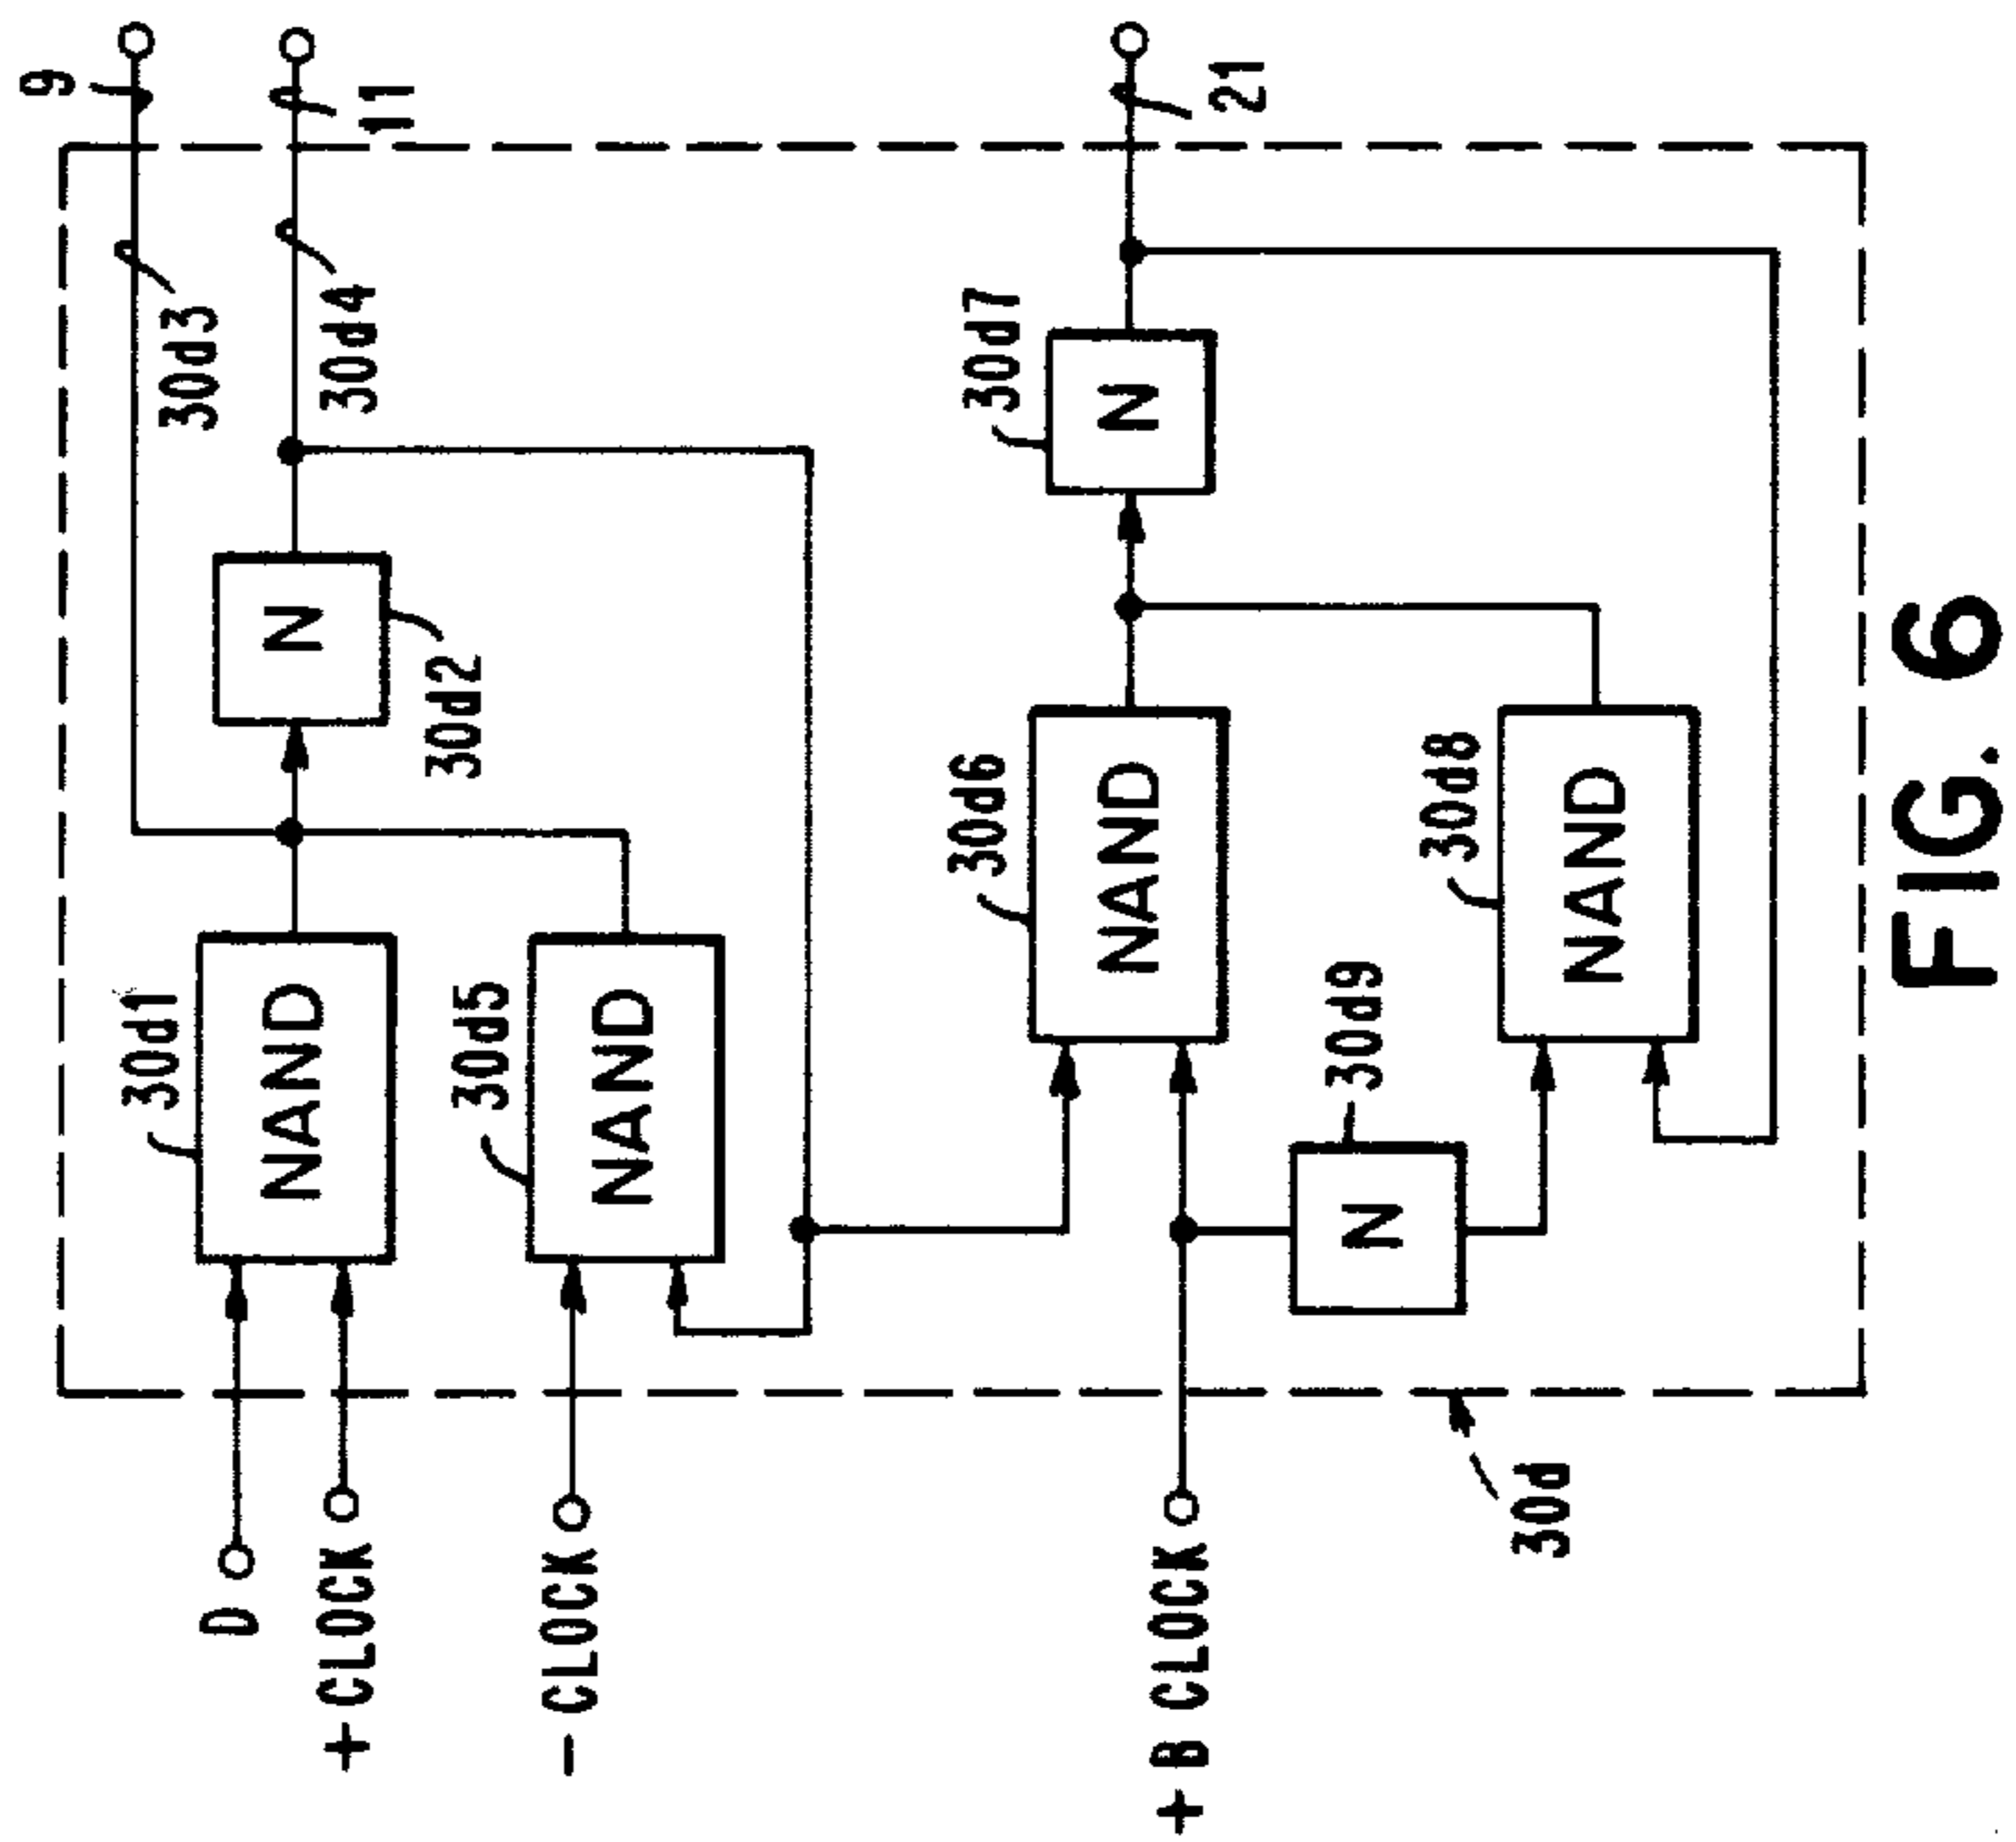 9
11
21
30d3
30d4
30d7
N
N
30d2
30d6
NAND
30d8
NAND
30d1
NAND
30d5
NAND
30d9
N
D
+CLOCK
-CLOCK
+B CLOCK
30d
FIG. 6